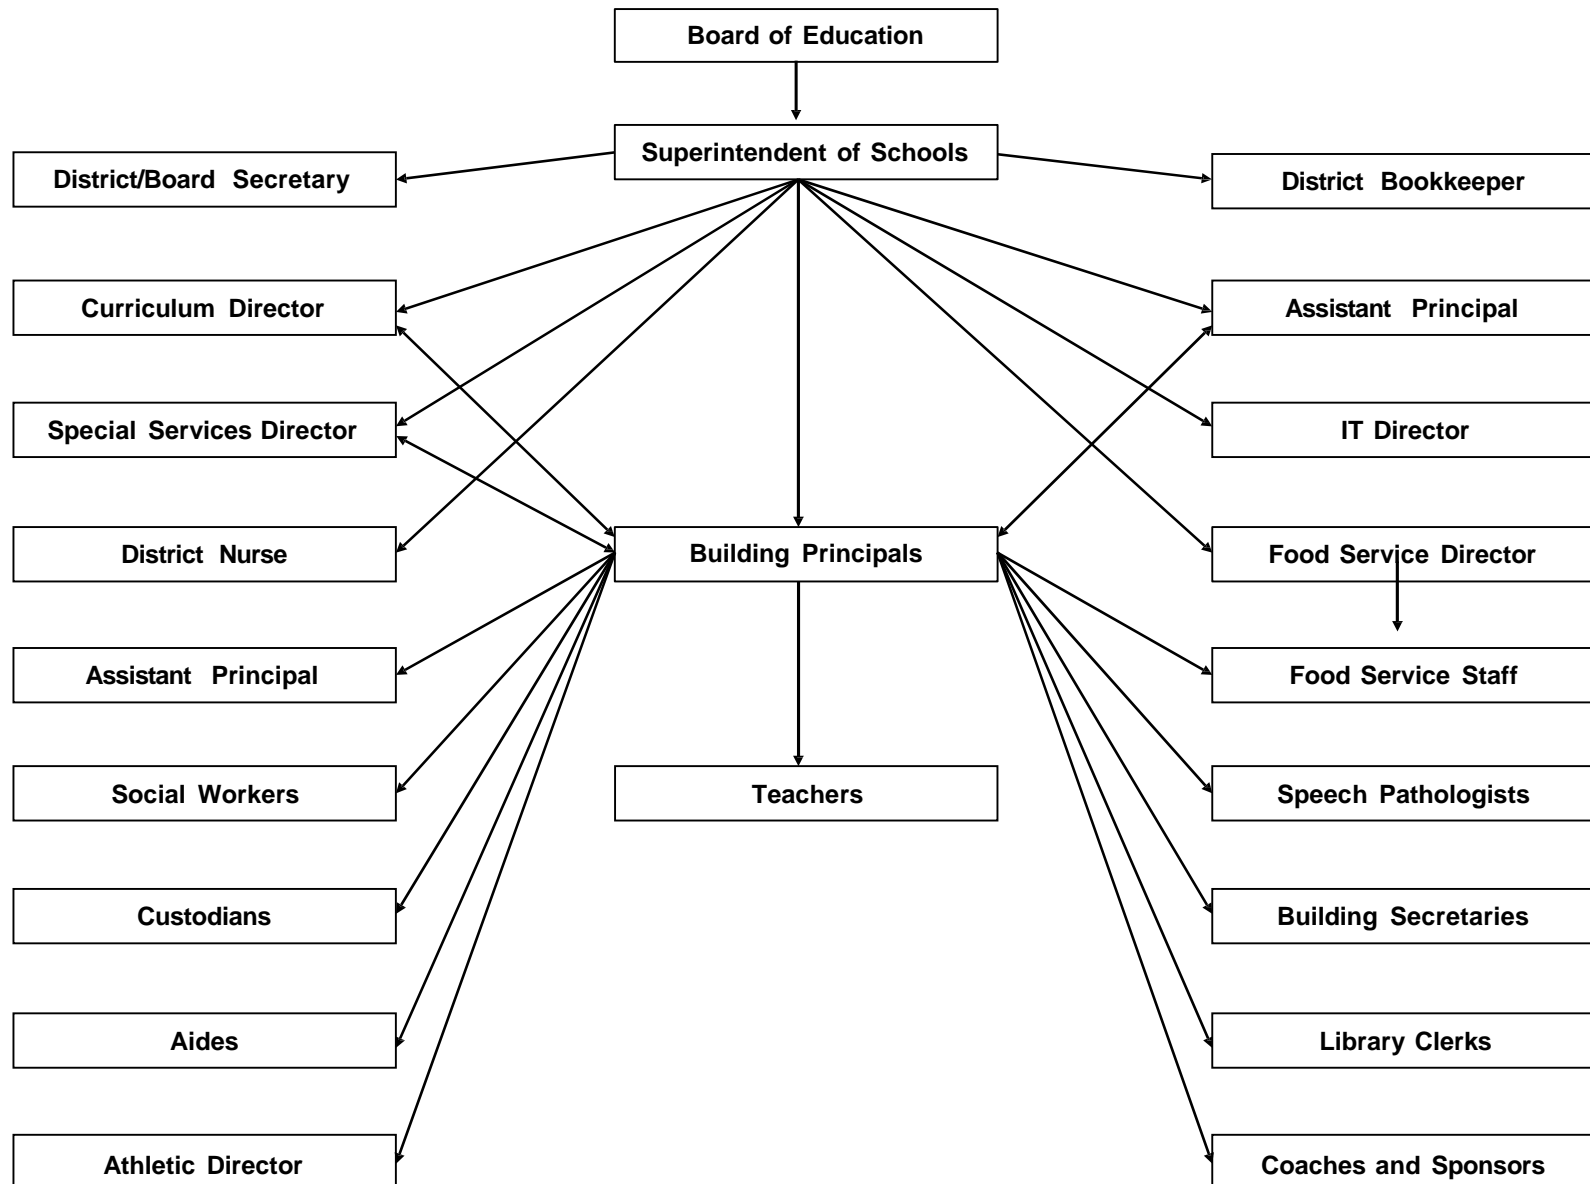 Board of Education
Superintendent of Schools
District/Board Secretary
District Bookkeeper
Curriculum Director
Assistant Principal
Special Services Director
IT Director
District Nurse
Building Principals
Food Service Director
Assistant Principal
Food Service Staff
Social Workers
Teachers
Speech Pathologists
Custodians
Building Secretaries
Aides
Library Clerks
Athletic Director
Coaches and Sponsors